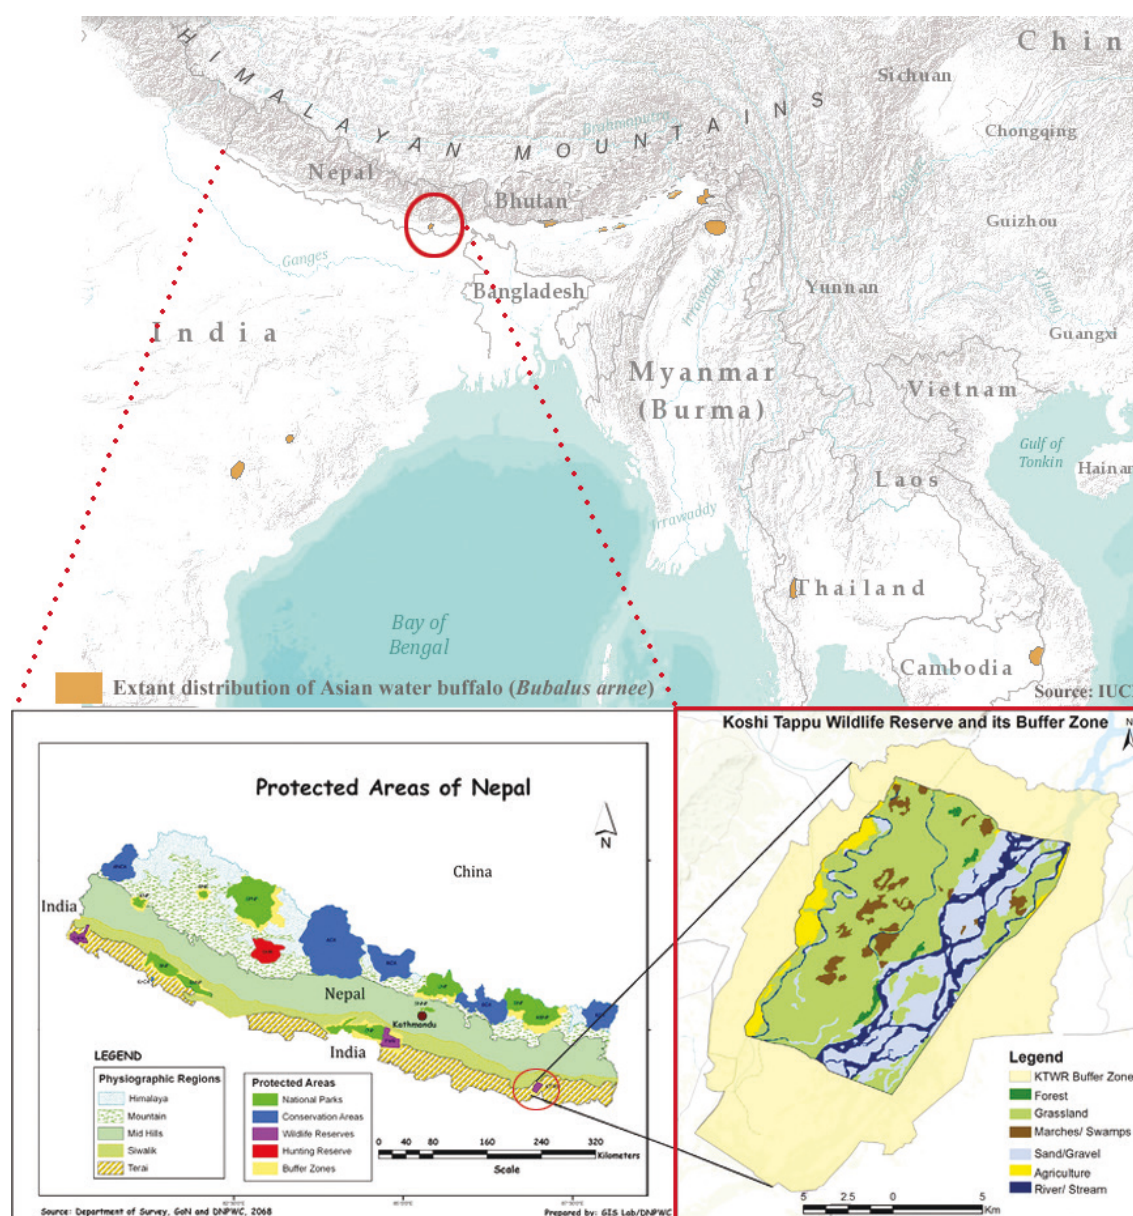 HIMALAYAN MOUNTAINS
Chin
Sichuan
Brahmaputra
Chongqing
Nepal
Bhutan
Guizhou
Ganges
Bangladesh
Irrawaddy
Yunnan
Xi Jiang
India
Guangxi
Myanmar
(Burma)
Vietnam
Gulf of
Tonkin
Hainan
Laos
Irrawaddy
Thailand
Bay of
Bengal
Cambodia
Extant distribution of Asian water buffalo (Bubalus arnee)
Source: IUC
Protected Areas of Nepal
N
China
India
Nepal
Kathmandu
India
LEGEND
Physiographic Regions
Himalaya
Mountain
Mid Hills
Siwalik
Terai
Protected Areas
National Parks
Conservation Areas
Wildlife Reserves
Hunting Reserve
Buffer Zones
0 40 80 160 240 320
Kilometers
Scale
Source: Department of Survey, GoN and DNPWC, 2068
Prepared by: GIS Lab/DNPWC
Koshi Tappu Wildlife Reserve and its Buffer Zone
N
Legend
KTWR Buffer Zone
Forest
Grassland
Marches/ Swamps
Sand/Gravel
Agriculture
River/ Stream
5 2.5 0 5
Km